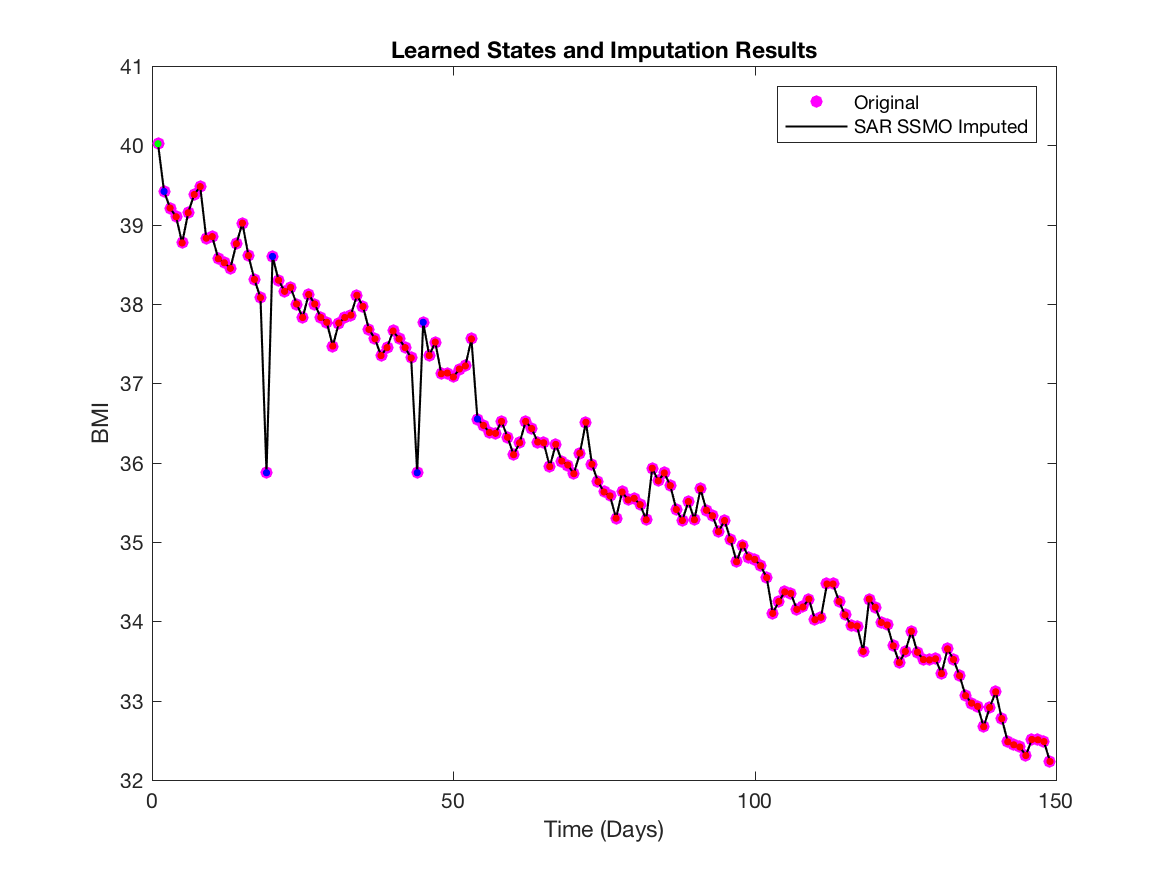 Learned States and Imputation Results
Original
SAR SSMO Imputed
41
40
39
38
37
36
35
34
33
32
BMI
0 50 100 150
Time (Days)